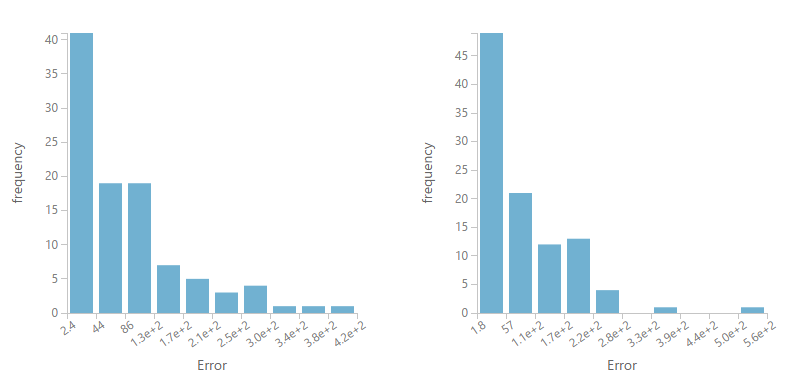 frequency
40
35
30
25
20
15
10
5
0
2.4
44
86
1.3e+2
1.7e+2
2.1e+2
2.5e+2
3.0e+2
3.4e+2
3.8e+2
4.2e+2
Error
frequency
45
40
35
30
25
20
15
10
5
0
1.8
57
1.1e+2
1.7e+2
2.2e+2
2.8e+2
3.3e+2
3.9e+2
4.4e+2
5.0e+2
5.6e+2
Error